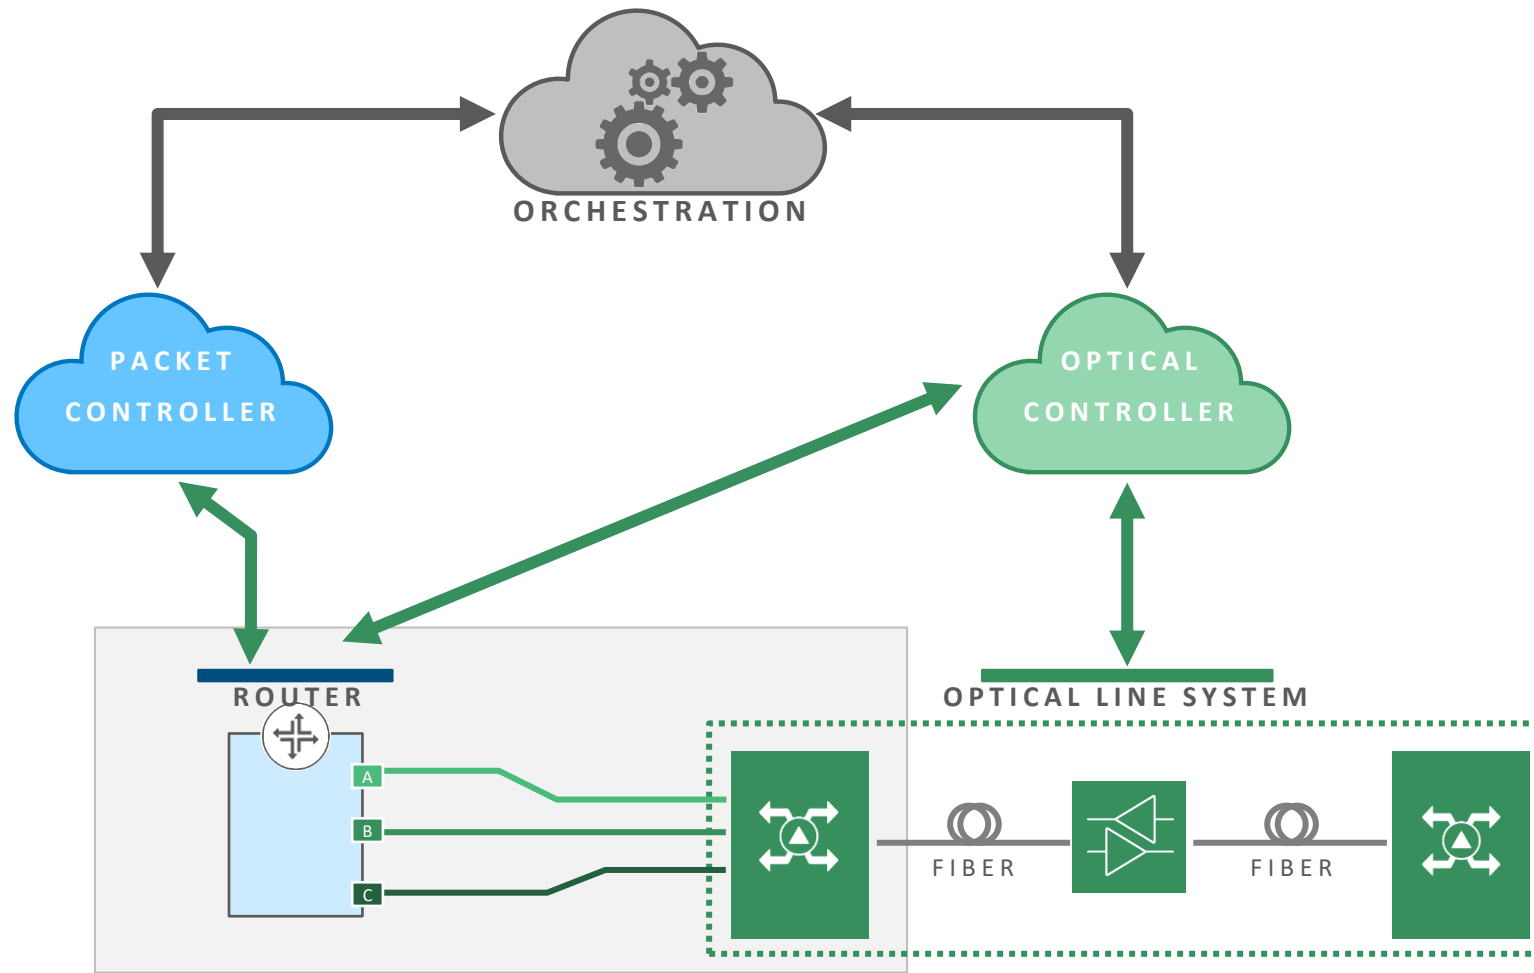 ORCHESTRATION
PACKET
CONTROLLER
OPTICAL
CONTROLLER
ROUTER
OPTICAL LINE SYSTEM
A
B
C
FIBER
FIBER